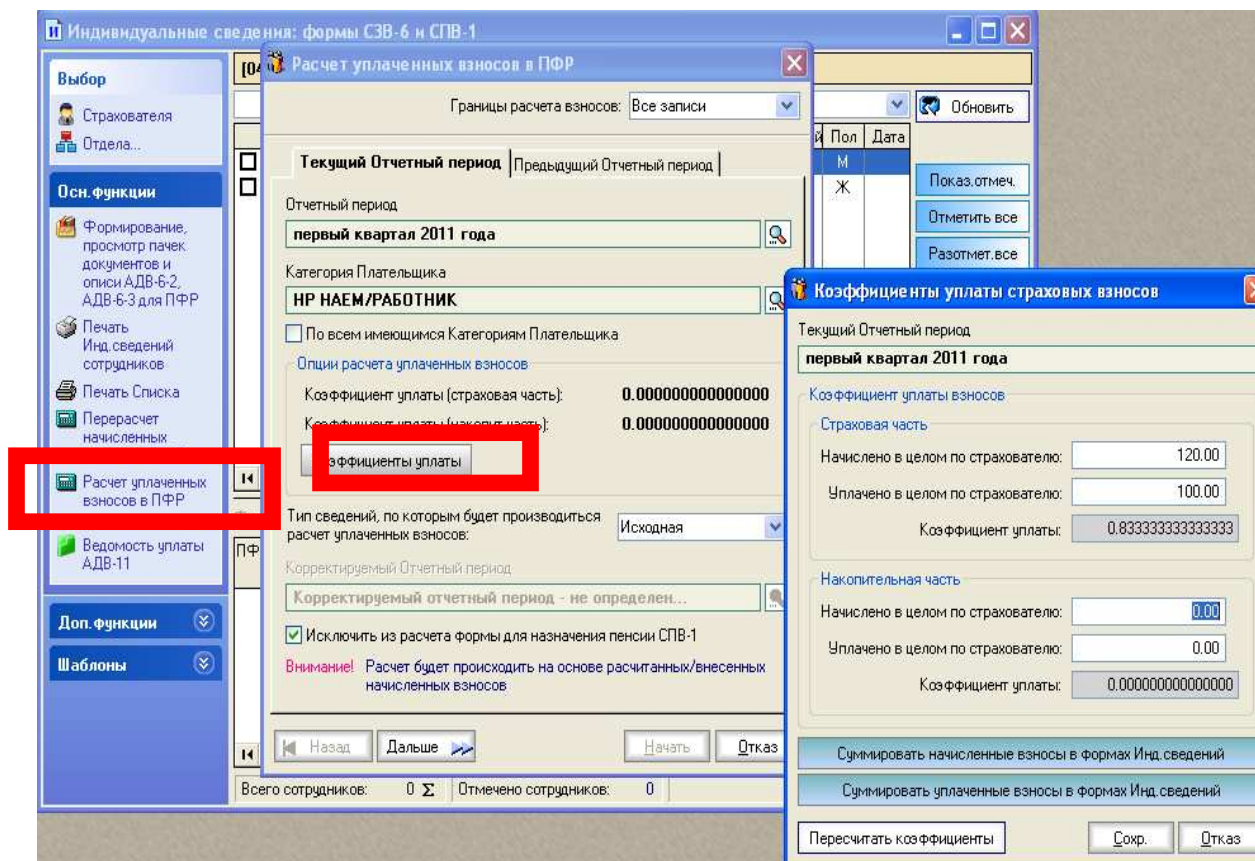 Индивидуальные сведения: формы СЗВ-6 и СПВ-1
Выбор
Страхователя
Отдела...
Осн.функции
Формирование,
просмотр пачек
документов и
описи АДВ-6-2,
АДВ-6-3 для ПФР
Печать
Инд.сведений
сотрудников
Печать Списка
Перерасчет
начисленных
Расчет уплаченных
взносов в ПФР
Ведомость уплаты
АДВ-11
Доп.функции
Шаблоны
[04
й Пол Дата
М
Ж
Обновить
Показ.отмеч.
Отметить все
Разотмет.все
ПФ
Всего сотрудников: 0 Σ Отмечено сотрудников: 0
Расчет уплаченных взносов в ПФР
Границы расчета взносов: Все записи
Текущий Отчетный период Предыдущий Отчетный период
Отчетный период
первый квартал 2011 года
Категория Плательщика
НР НАЕМ/РАБОТНИК
По всем имеющимся Категориям Плательщика
Опции расчета уплаченных взносов
Коэффициент уплаты (страховая часть): 0.000000000000000
Коэффициент уплаты (накопит.часть): 0.000000000000000
эффициенты уплаты
Тип сведений, по которым будет производиться
расчет уплаченных взносов: Исходная
Корректируемый Отчетный период
Корректируемый отчетный период - не определен...
Исключить из расчета формы для назначения пенсии СПВ-1
Внимание! Расчет будет происходить на основе расчитанных/внесенных
начисленных взносов
Назад Дальше Начать Отказ
Коэффициенты уплаты страховых взносов
Текущий Отчетный период
первый квартал 2011 года
Коэффициент уплаты взносов
Страховая часть
Начислено в целом по страхователю: 120.00
Уплачено в целом по страхователю: 100.00
Коэффициент уплаты: 0.833333333333333
Накопительная часть
Начислено в целом по страхователю: 0.00
Уплачено в целом по страхователю: 0.00
Коэффициент уплаты: 0.000000000000000
Суммировать начисленные взносы в формах Инд.сведений
Суммировать уплаченные взносы в формах Инд.сведений
Пересчитать коэффициенты Сохр. Отказ